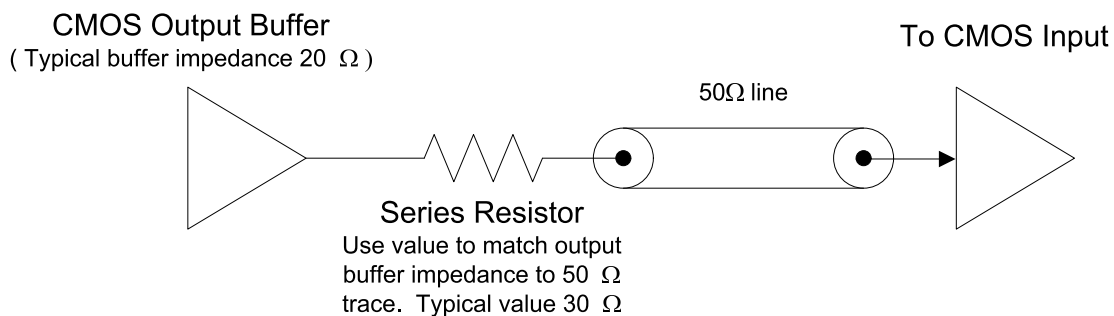 CMOS Output Buffer
( Typical buffer impedance 20 Ω )
To CMOS Input
50Ω line
Series Resistor
Use value to match output
buffer impedance to 50 Ω
trace. Typical value 30 Ω